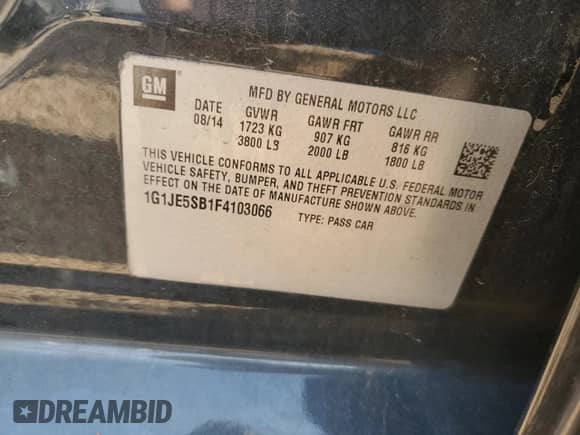 GM
MFD BY GENERAL MOTORS LLC
DATE GVWR GAWR FRT GAWR RR
08/14 1723 KG 907 KG 816 KG
3800 LB 2000 LB 1800 LB
THIS VEHICLE CONFORMS TO ALL APPLICABLE U.S. FEDERAL MOTOR
VEHICLE SAFETY, BUMPER, AND THEFT PREVENTION STANDARDS IN
EFFECT ON THE DATE OF MANUFACTURE SHOWN ABOVE.
1G1JE5SB1F4103066 TYPE: PASS CAR
DREAMBID